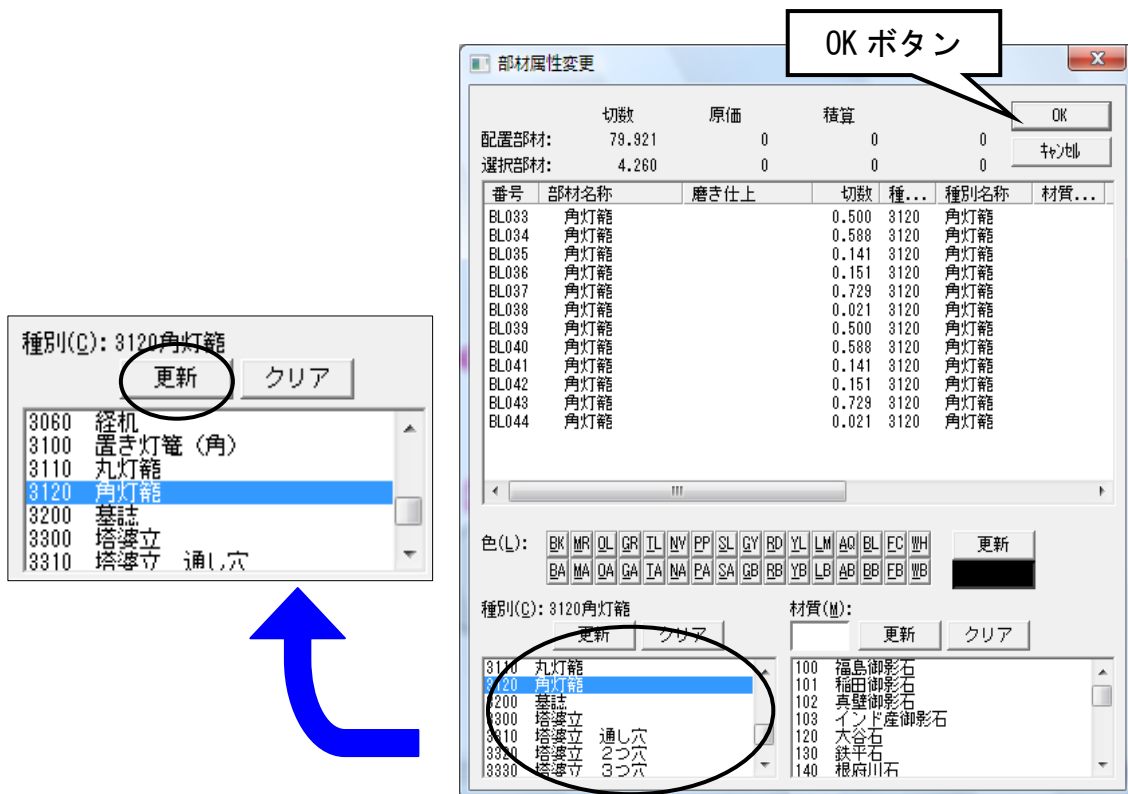 OK ボタン
部材属性変更
切数 原価 積算
配置部材: 79.921 0 0 0
選択部材: 4.260 0 0 0
OK
キャンセル
番号 部材名称 磨き仕上 切数 種... 種別名称 材質...
BL033 角灯籠 0.500 3120 角灯籠
BL034 角灯籠 0.588 3120 角灯籠
BL035 角灯籠 0.141 3120 角灯籠
BL036 角灯籠 0.151 3120 角灯籠
BL037 角灯籠 0.729 3120 角灯籠
BL038 角灯籠 0.021 3120 角灯籠
BL039 角灯籠 0.500 3120 角灯籠
BL040 角灯籠 0.588 3120 角灯籠
BL041 角灯籠 0.141 3120 角灯籠
BL042 角灯籠 0.151 3120 角灯籠
BL043 角灯籠 0.729 3120 角灯籠
BL044 角灯籠 0.021 3120 角灯籠
色(L): BK MR OL GR TL NV PP SL GY RD YL LM AQ BL FC WH 更新
BA MA OA GA TA NA PA SA GB RB YB LB AB BB FB WB
種別(C): 3120角灯籠
更新 クリア
3110 丸灯籠
3120 角灯籠
3200 墓誌
3300 塔婆立
3310 塔婆立 通し穴
3320 塔婆立 2つ穴
3330 塔婆立 3つ穴
材質(M):
更新 クリア
100 福島御影石
101 稲田御影石
102 真壁御影石
103 インド産御影石
120 大谷石
130 鉄平石
140 根府川石
種別(C): 3120角灯籠
更新 クリア
3060 経机
3100 置き灯篭（角）
3110 丸灯籠
3120 角灯籠
3200 墓誌
3300 塔婆立
3310 塔婆立 通し穴